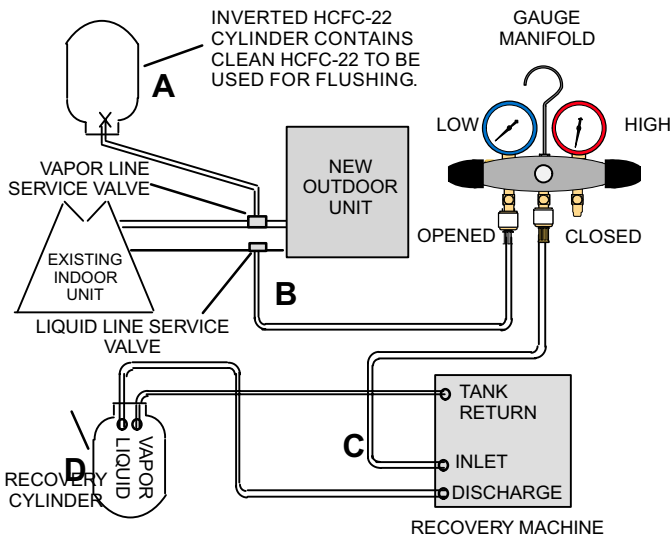 INVERTED HCFC-22
CYLINDER CONTAINS
CLEAN HCFC-22 TO BE
USED FOR FLUSHING.
A
GAUGE
MANIFOLD
LOW
HIGH
VAPOR LINE
SERVICE VALVE
NEW
OUTDOOR
UNIT
OPENED
CLOSED
EXISTING
INDOOR
UNIT
B
LIQUID LINE SERVICE
VALVE
TANK
RETURN
C
D
RECOVERY
CYLINDER
LIQUID
VAPOR
INLET
DISCHARGE
RECOVERY MACHINE